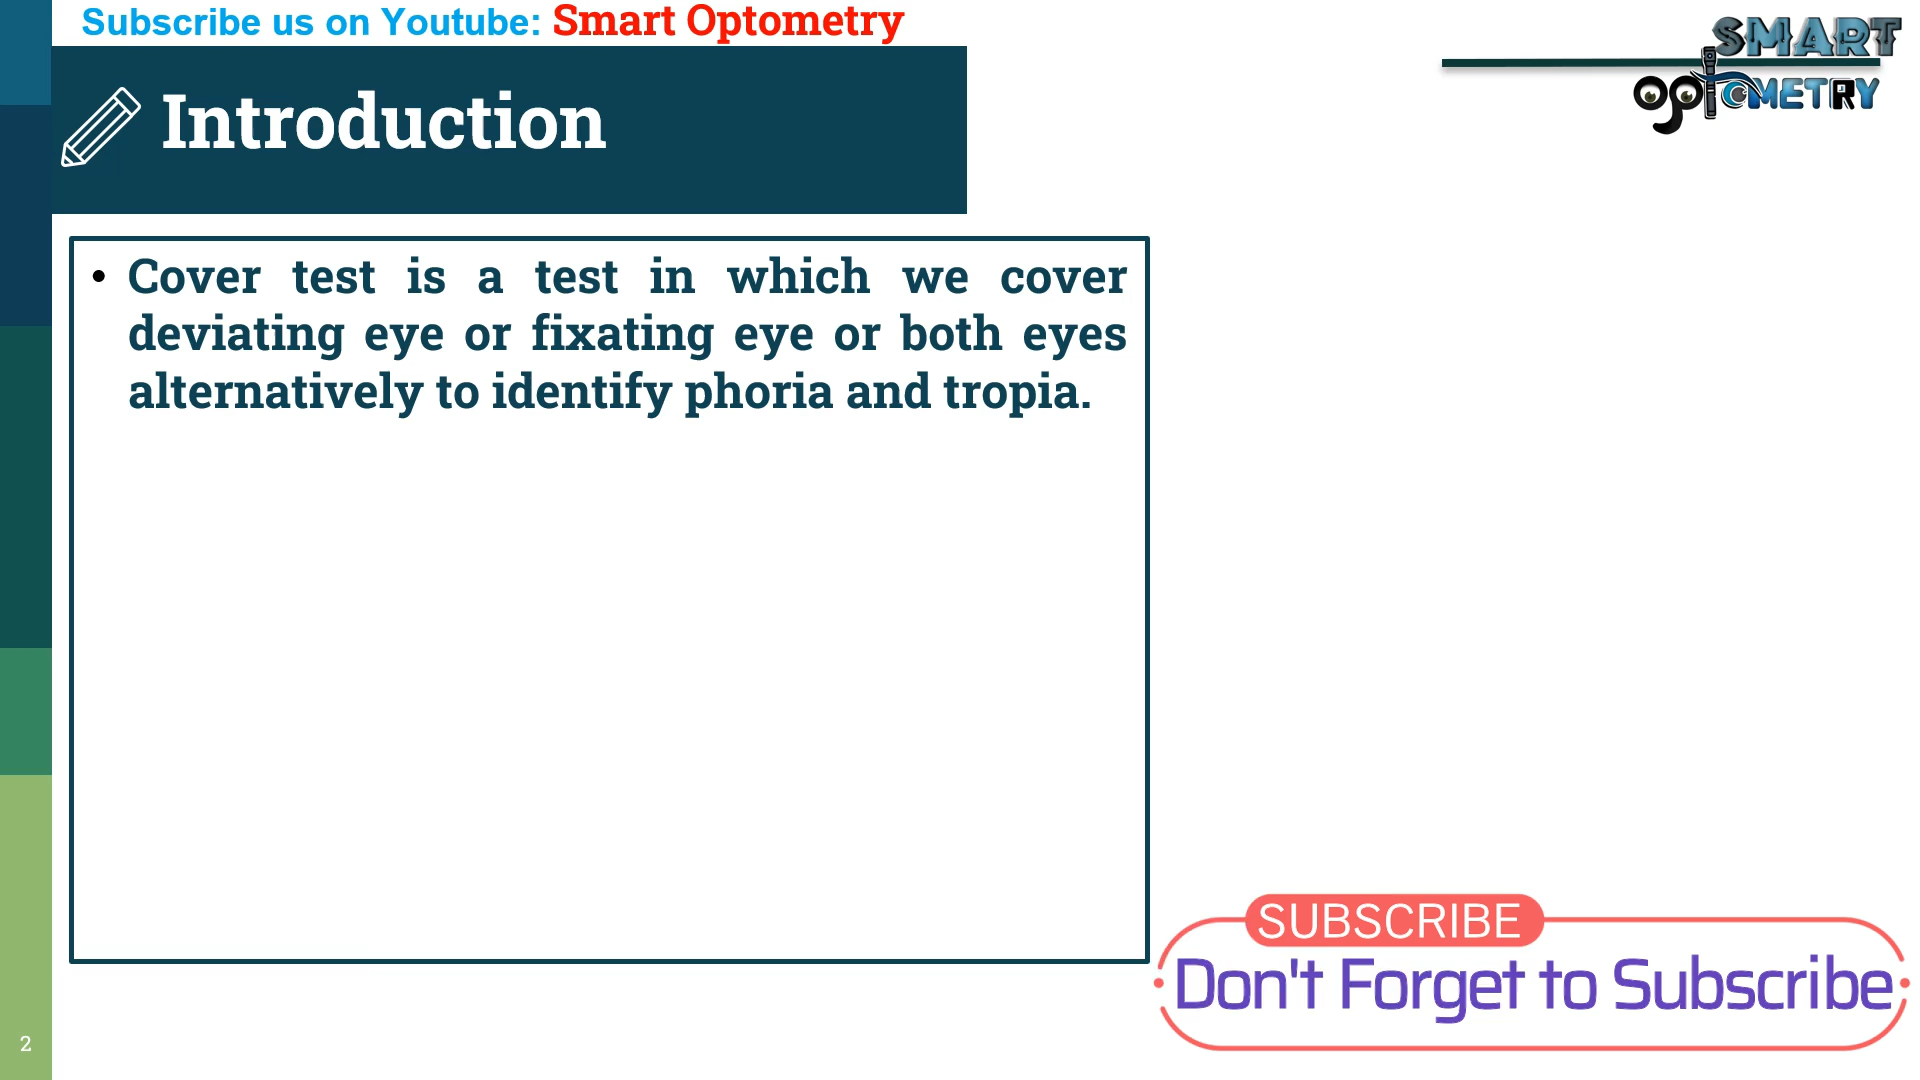 Subscribe us on Youtube: Smart Optometry
SMART
optOMETRY
Introduction
• Cover test is a test in which we cover
deviating eye or fixating eye or both eyes
alternatively to identify phoria and tropia.
SUBSCRIBE
Don't Forget to Subscribe
2